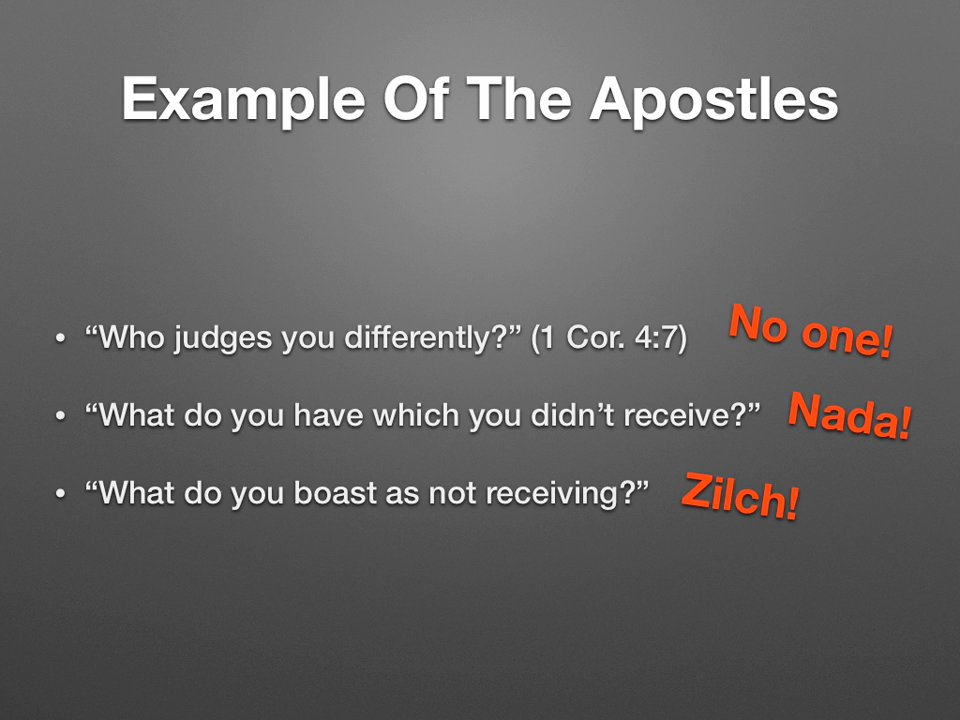 Example Of The Apostles
• “Who judges you differently?” (1 Cor. 4:7) No one!
• “What do you have which you didn’t receive?” Nada!
• “What do you boast as not receiving?” Zilch!